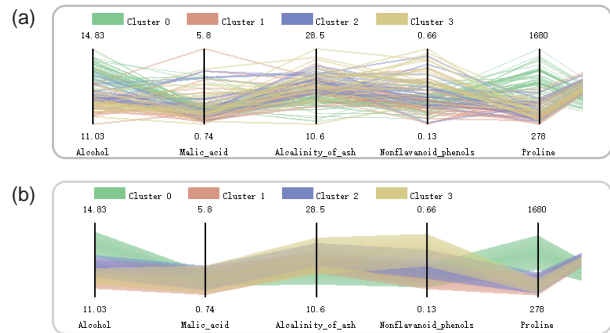 (a)
Cluster 0 Cluster 1 Cluster 2 Cluster 3
14.83 5.8 28.5 0.66 1680
11.03 0.74 10.6 0.13 278
Alcohol Malic_acid Alcalinity_of_ash Nonflavanoid_phenols Proline
(b)
Cluster 0 Cluster 1 Cluster 2 Cluster 3
14.83 5.8 28.5 0.66 1680
11.03 0.74 10.6 0.13 278
Alcohol Malic_acid Alcalinity_of_ash Nonflavanoid_phenols Proline